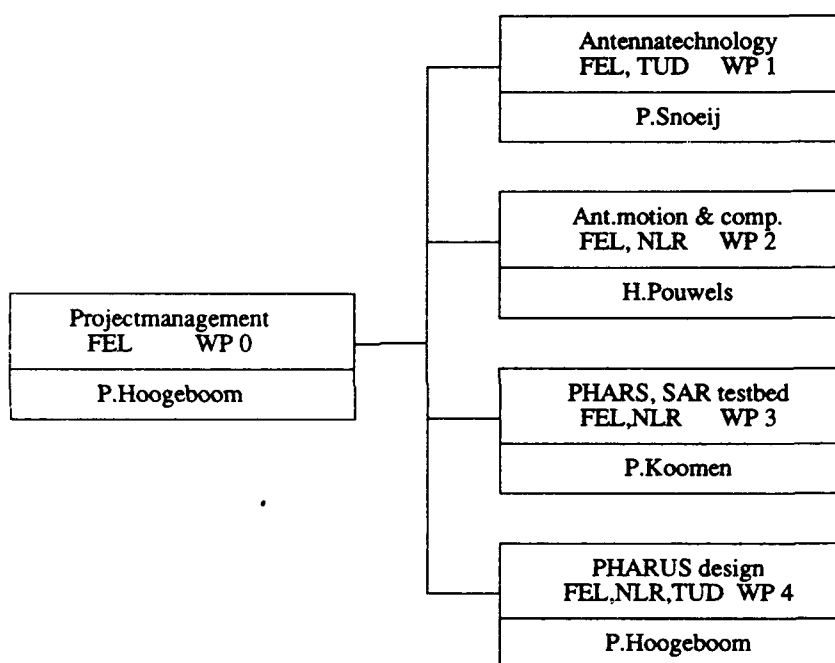 Projectmanagement
FEL WP 0
P.Hoogeboom
Antennatechnology
FEL, TUD WP 1
P.Snoeij
Ant.motion & comp.
FEL, NLR WP 2
H.Pouwels
PHARS, SAR testbed
FEL,NLR WP 3
P.Koomen
PHARUS design
FEL,NLR,TUD WP 4
P.Hoogeboom